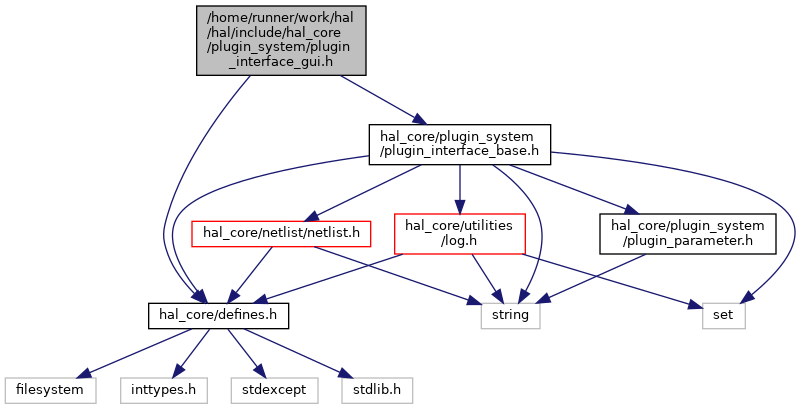 /home/runner/work/hal
/hal/include/hal_core
/plugin_system/plugin
_interface_gui.h
hal_core/plugin_system
/plugin_interface_base.h
hal_core/netlist/netlist.h
hal_core/utilities
/log.h
hal_core/plugin_system
/plugin_parameter.h
hal_core/defines.h
string
set
filesystem
inttypes.h
stdexcept
stdlib.h